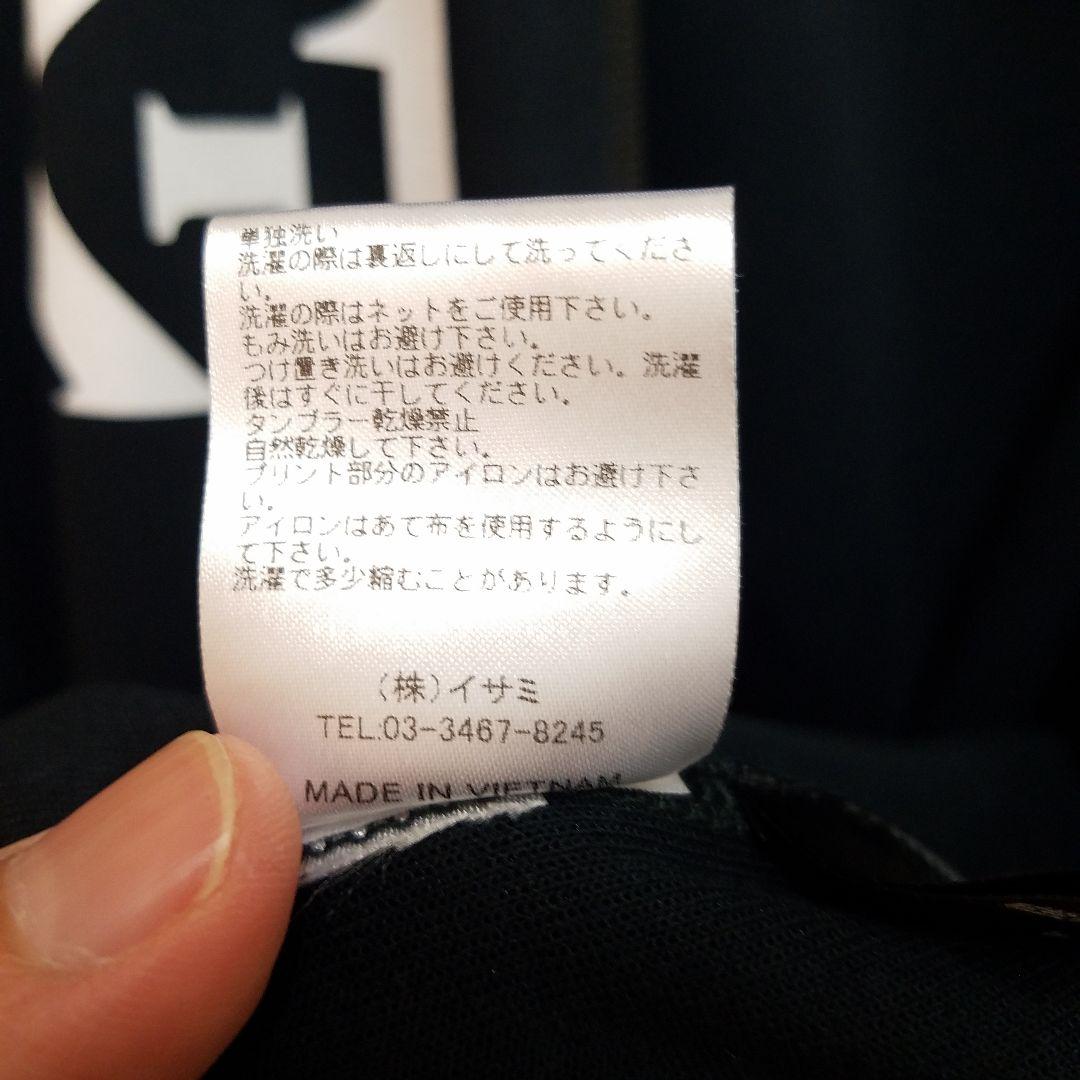 単独洗い
洗濯の際は裏返しにして洗ってくださ
い。
洗濯の際はネットをご使用下さい。
もみ洗いはお避け下さい。
つけ置き洗いはお避けください。洗濯
後はすぐに干してください。
タンブラー乾燥禁止
自然乾燥して下さい。
プリント部分のアイロンはお避け下さ
い。
アイロンはあて布を使用するようにし
て下さい。
洗濯で多少縮むことがあります。
(株)イサミ
TEL:03-3467-8245
MADE IN VIETNAM